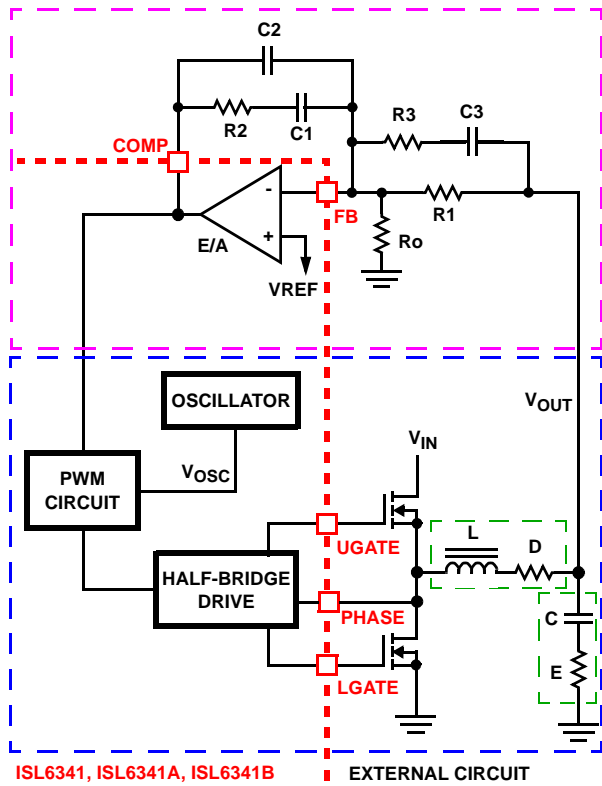 C2
R2
C1
R3
C3
COMP
-
+
E/A
FB
R1
Ro
VREF
VOUT
OSCILLATOR
VIN
PWM
CIRCUIT
VOSC
UGATE
L
D
HALF-BRIDGE
DRIVE
PHASE
C
E
LGATE
ISL6341, ISL6341A, ISL6341B
EXTERNAL CIRCUIT